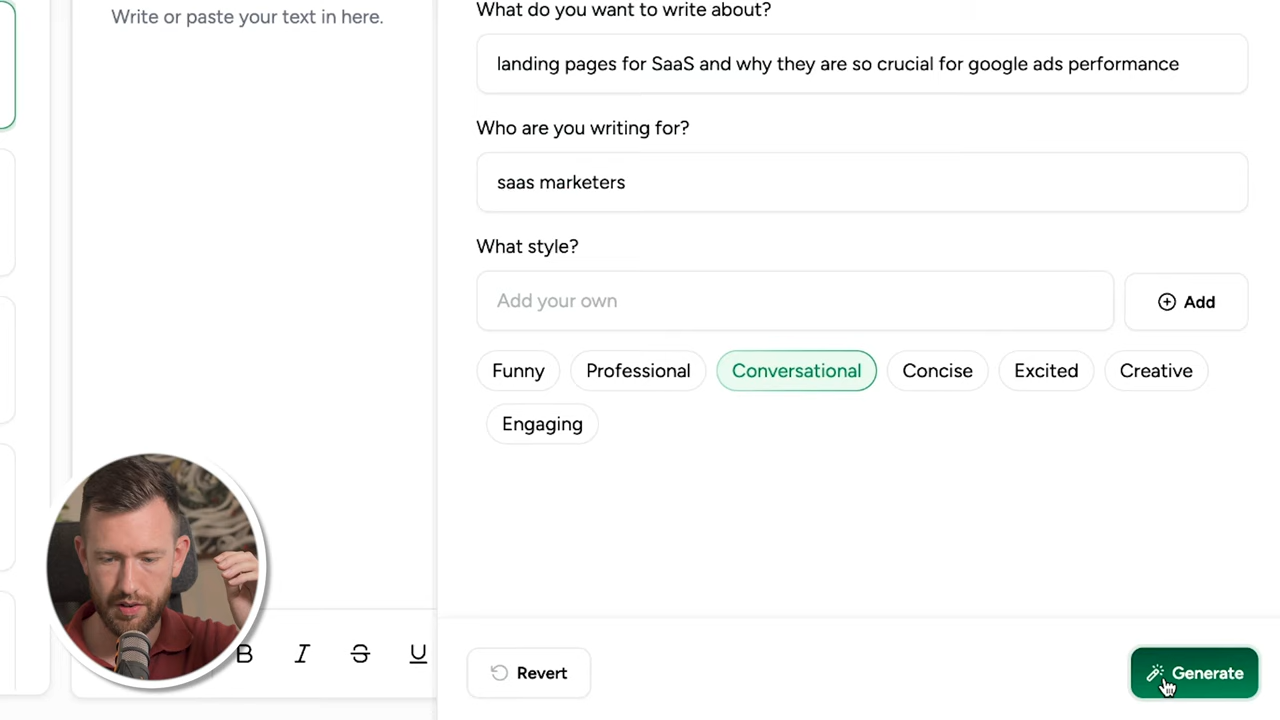 Write or paste your text in here.
What do you want to write about?
landing pages for SaaS and why they are so crucial for google ads performance
Who are you writing for?
saas marketers
What style?
Add your own
Add
Funny Professional Conversational Concise Excited Creative
Engaging
B I S U
Revert
Generate